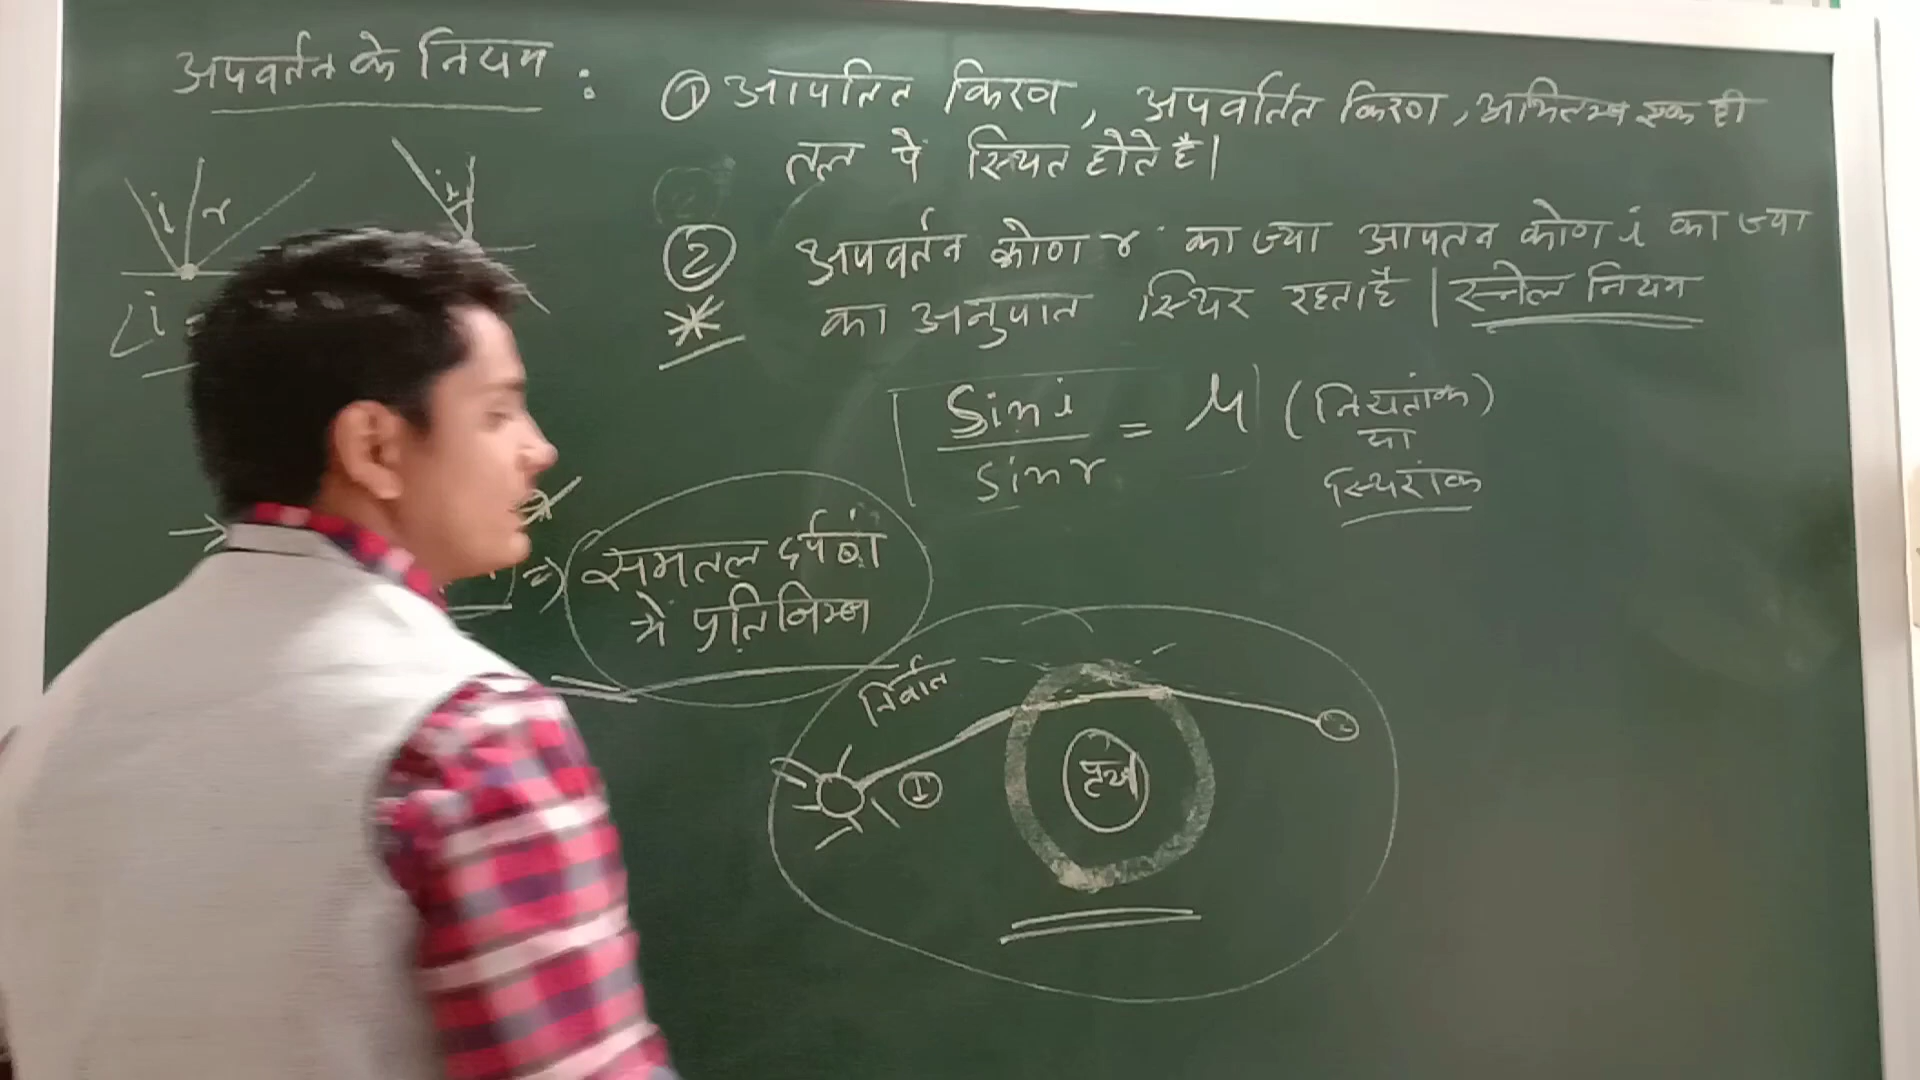 अपवर्तन के नियम :
① आपतित किरण, अपवर्तित किरण, अभिलम्ब एक ही
तल पे स्थित होते है।
② अपवर्तन कोण r का ज्या आपतन कोण i का ज्या
* का अनुपात स्थिर रहता है | स्नेल नियम
i r
i
∠i
sin i / sin r = μ (नियतांक)
या
स्थिरांक
⇒ समतल दर्पणों
मे प्रतिबिम्ब
निर्वात
①